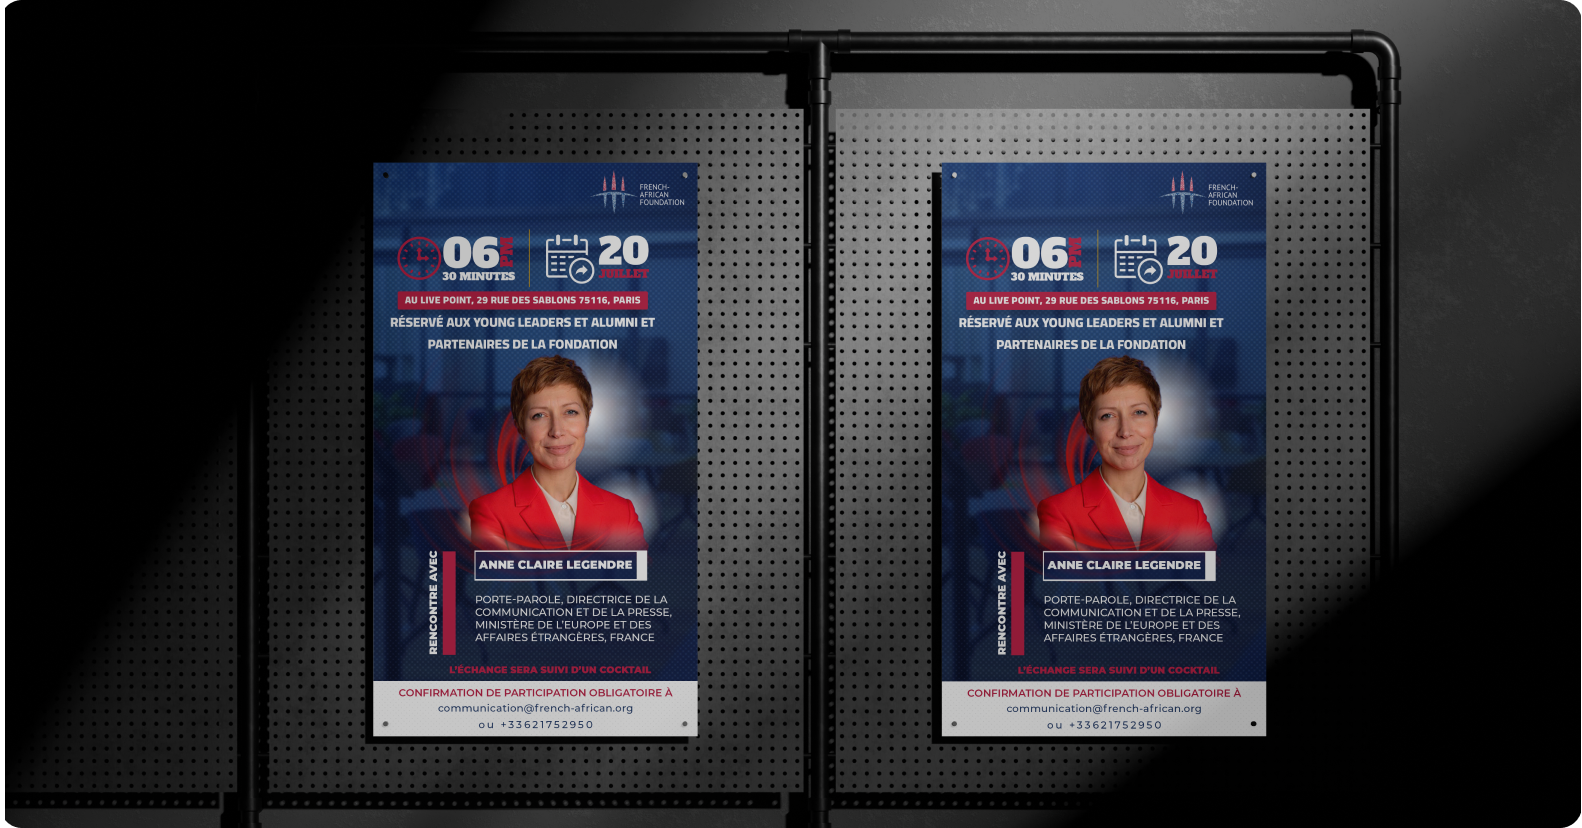 FRENCH-
AFRICAN
FOUNDATION
06 PM
30 MINUTES
20
JUILLET
AU LIVE POINT, 29 RUE DES SABLONS 75116, PARIS
RÉSERVÉ AUX YOUNG LEADERS ET ALUMNI ET
PARTENAIRES DE LA FONDATION
RENCONTRE AVEC
ANNE CLAIRE LEGENDRE
PORTE-PAROLE, DIRECTRICE DE LA
COMMUNICATION ET DE LA PRESSE,
MINISTÈRE DE L'EUROPE ET DES
AFFAIRES ÉTRANGÈRES, FRANCE
L'ÉCHANGE SERA SUIVI D'UN COCKTAIL
CONFIRMATION DE PARTICIPATION OBLIGATOIRE À
communication@french-african.org
ou +33621752950
FRENCH-
AFRICAN
FOUNDATION
06 PM
30 MINUTES
20
JUILLET
AU LIVE POINT, 29 RUE DES SABLONS 75116, PARIS
RÉSERVÉ AUX YOUNG LEADERS ET ALUMNI ET
PARTENAIRES DE LA FONDATION
RENCONTRE AVEC
ANNE CLAIRE LEGENDRE
PORTE-PAROLE, DIRECTRICE DE LA
COMMUNICATION ET DE LA PRESSE,
MINISTÈRE DE L'EUROPE ET DES
AFFAIRES ÉTRANGÈRES, FRANCE
L'ÉCHANGE SERA SUIVI D'UN COCKTAIL
CONFIRMATION DE PARTICIPATION OBLIGATOIRE À
communication@french-african.org
ou +33621752950